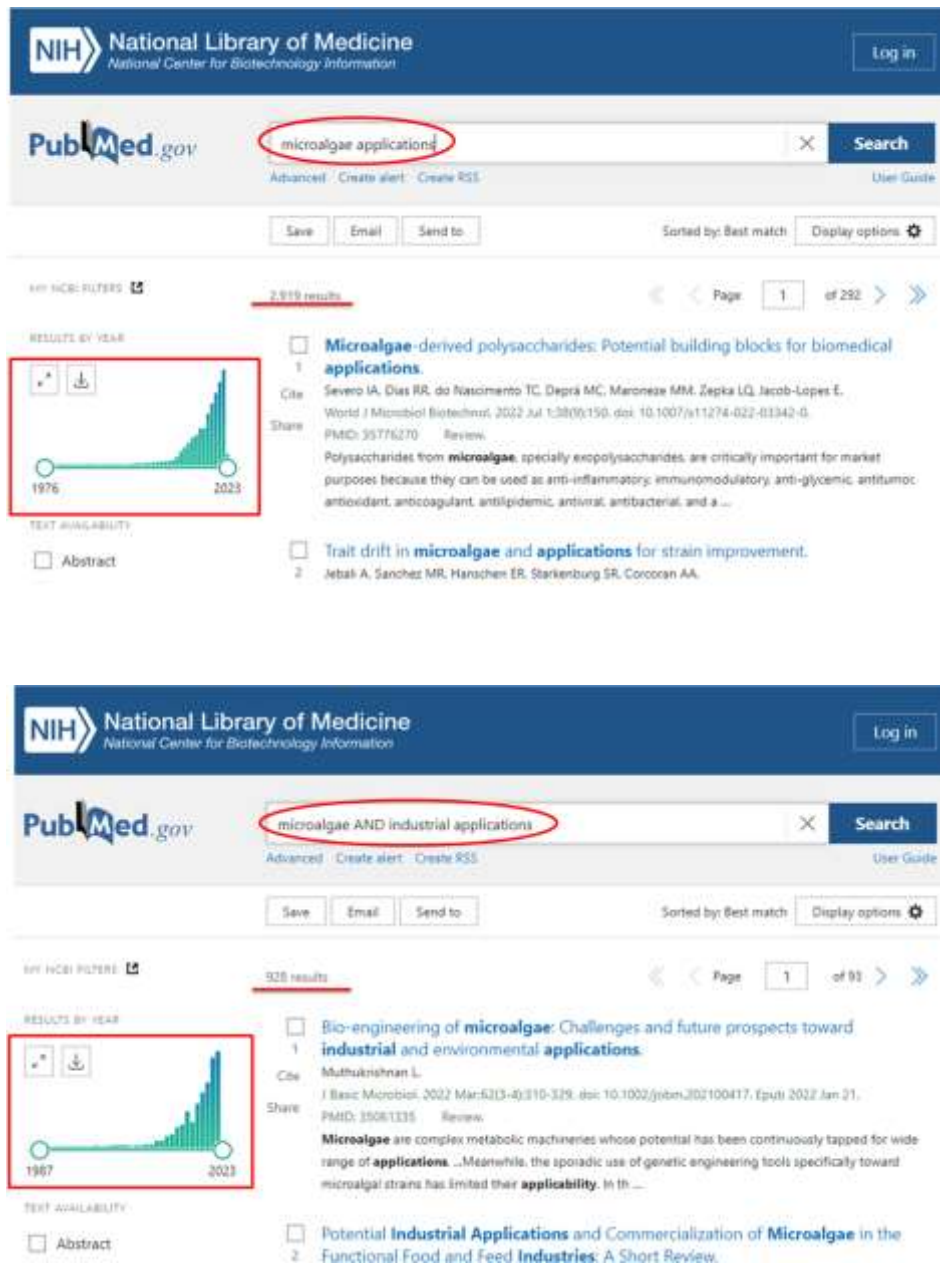 NIH National Library of Medicine
National Center for Biotechnology Information
Log in
PubMed.gov
microalgae applications
Search
Advanced Create alert Create RSS
User Guide
Save Email Send to
Sorted by: Best match Display options
MY NCBI FILTERS
2,919 results
Page 1 of 292
RESULTS BY YEAR
1976 2023
TEXT AVAILABILITY
Abstract
1
Cite
Share
Microalgae-derived polysaccharides: Potential building blocks for biomedical
applications.
Severo IA, Dias RR, do Nascimento TC, Deprá MC, Maroneze MM, Zepka LQ, Jacob-Lopes E.
World J Microbiol Biotechnol. 2022 Jul 1;38(9):150. doi: 10.1007/s11274-022-03342-0.
PMID: 35776270 Review.
Polysaccharides from microalgae, specially exopolysaccharides, are critically important for market
purposes because they can be used as anti-inflammatory, immunomodulatory, anti-glycemic, antitumor,
antioxidant, anticoagulant, antilipidemic, antiviral, antibacterial, and a ...
2
Trait drift in microalgae and applications for strain improvement.
Jebali A, Sanchez MR, Hanschen ER, Starkenburg SR, Corcoran AA.
NIH National Library of Medicine
National Center for Biotechnology Information
Log in
PubMed.gov
microalgae AND industrial applications
Search
Advanced Create alert Create RSS
User Guide
Save Email Send to
Sorted by: Best match Display options
MY NCBI FILTERS
928 results
Page 1 of 93
RESULTS BY YEAR
1987 2023
TEXT AVAILABILITY
Abstract
1
Cite
Share
Bio-engineering of microalgae: Challenges and future prospects toward
industrial and environmental applications.
Muthukrishnan L.
J Basic Microbiol. 2022 Mar;62(3-4):310-329. doi: 10.1002/jobm.202100417. Epub 2022 Jan 21.
PMID: 35081335 Review.
Microalgae are complex metabolic machineries whose potential has been continuously tapped for wide
range of applications. ...Meanwhile, the sporadic use of genetic engineering tools specifically toward
microalgal strains has limited their applicability. In th ...
2
Potential Industrial Applications and Commercialization of Microalgae in the
Functional Food and Feed Industries: A Short Review.